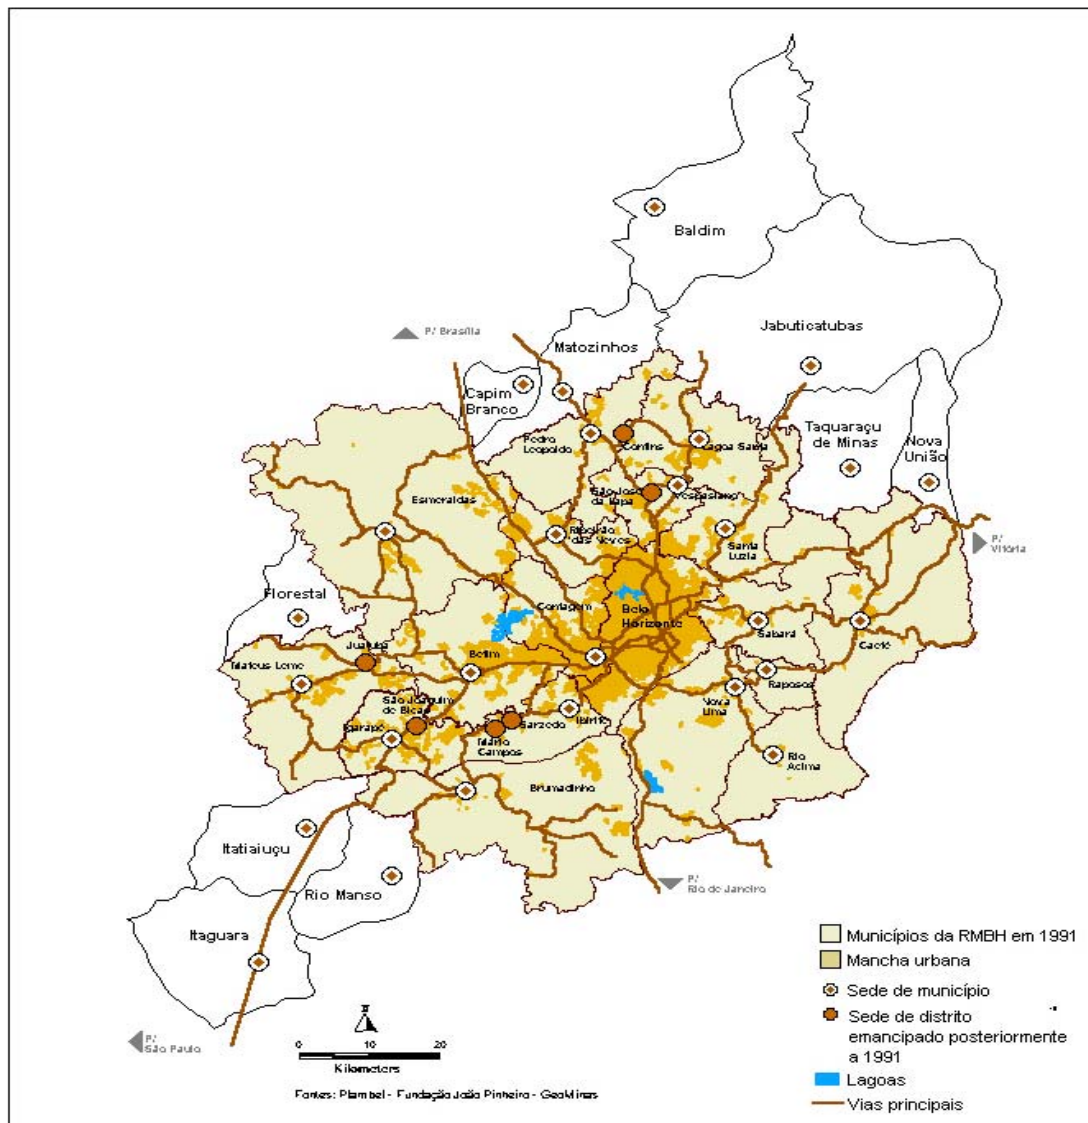 Baldim
Jabuticatubas
P/ Brasília
Matozinhos
Capim
Branco
Taquaraçu
de Minas
Nova
União
Pedro
Leopoldo
Confins
Lagoa Santa
Esmeraldas
São José
da Lapa
Vespasiano
Ribeirão
das Neves
Santa
Luzia
P/
Vitória
Florestal
Contagem
Belo
Horizonte
Sabará
Caeté
Juatuba
Mateus Leme
Betim
Raposos
São Joaquim
de Bicas
Nova
Lima
Igarapé
Sarzedo
Ibirité
Mário
Campos
Rio
Acima
Brumadinho
Itatiaiuçu
Rio Manso
P/
Rio de Janeiro
Itaguara
P/
São Paulo
N
0 10 20
Kilometers
Fontes: Plambel - Fundação João Pinheiro - GeoMinas
Municípios da RMBH em 1991
Mancha urbana
Sede de município
Sede de distrito
emancipado posteriormente
a 1991
Lagoas
Vias principais